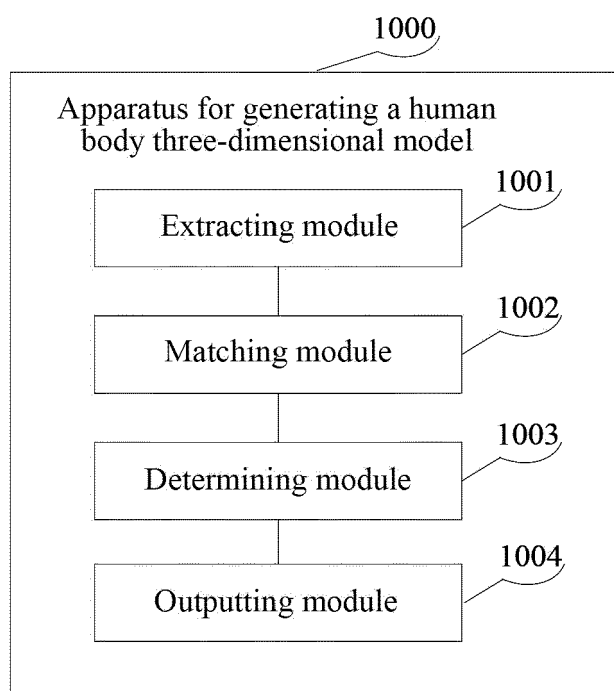 1000
Apparatus for generating a human
body three-dimensional model
1001
Extracting module
1002
Matching module
1003
Determining module
1004
Outputting module